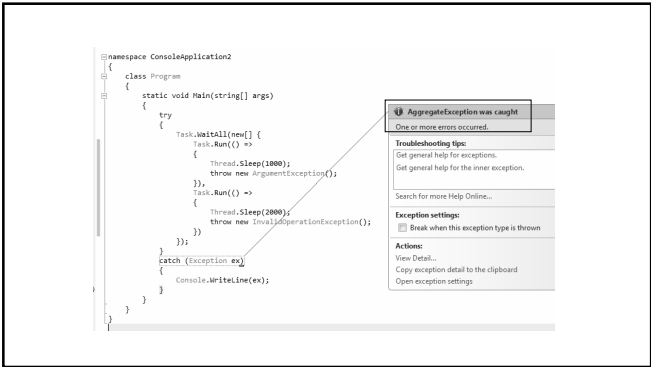 namespace ConsoleApplication2
{
class Program
{
static void Main(string[] args)
{
try
{
Task.WaitAll(new[] {
Task.Run(() =>
{
Thread.Sleep(1000);
throw new ArgumentException();
}),
Task.Run(() =>
{
Thread.Sleep(2000);
throw new InvalidOperationException();
})
});
}
catch (Exception ex)
{
Console.WriteLine(ex);
}
}
}
}
AggregateException was caught
One or more errors occurred.
Troubleshooting tips:
Get general help for exceptions.
Get general help for the inner exception.
Search for more Help Online...
Exception settings:
Break when this exception type is thrown
Actions:
View Detail...
Copy exception detail to the clipboard
Open exception settings